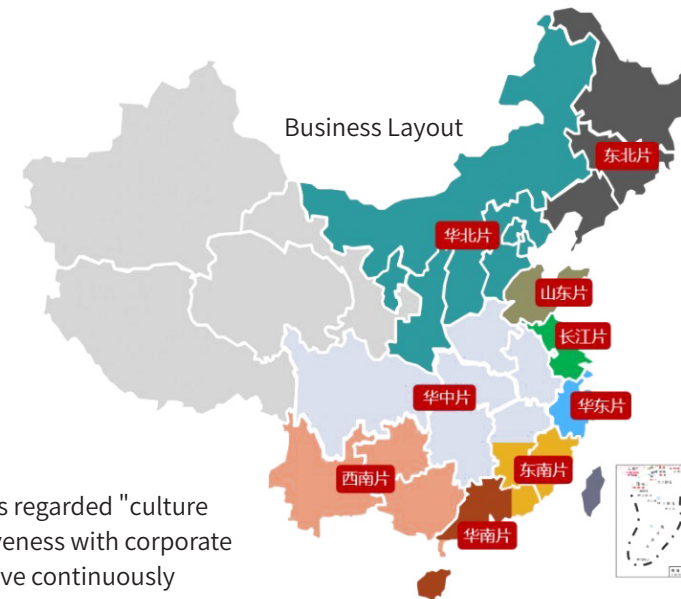 Business Layout
东北片
华北片
山东片
长江片
华中片
华东片
西南片
东南片
华南片
s regarded "culture
veness with corporate
ve continuously